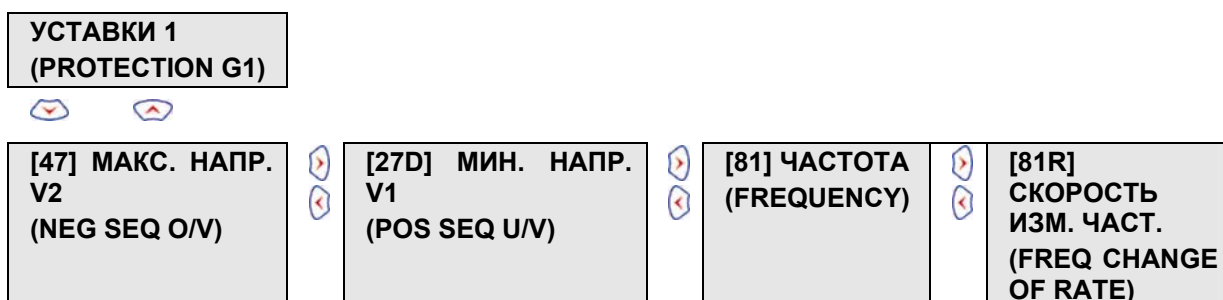 УСТАВКИ 1
(PROTECTION G1)
[47] МАКС. НАПР.
V2
(NEG SEQ O/V)
[27D] МИН. НАПР.
V1
(POS SEQ U/V)
[81] ЧАСТОТА
(FREQUENCY)
[81R]
СКОРОСТЬ
ИЗМ. ЧАСТ.
(FREQ CHANGE
OF RATE)